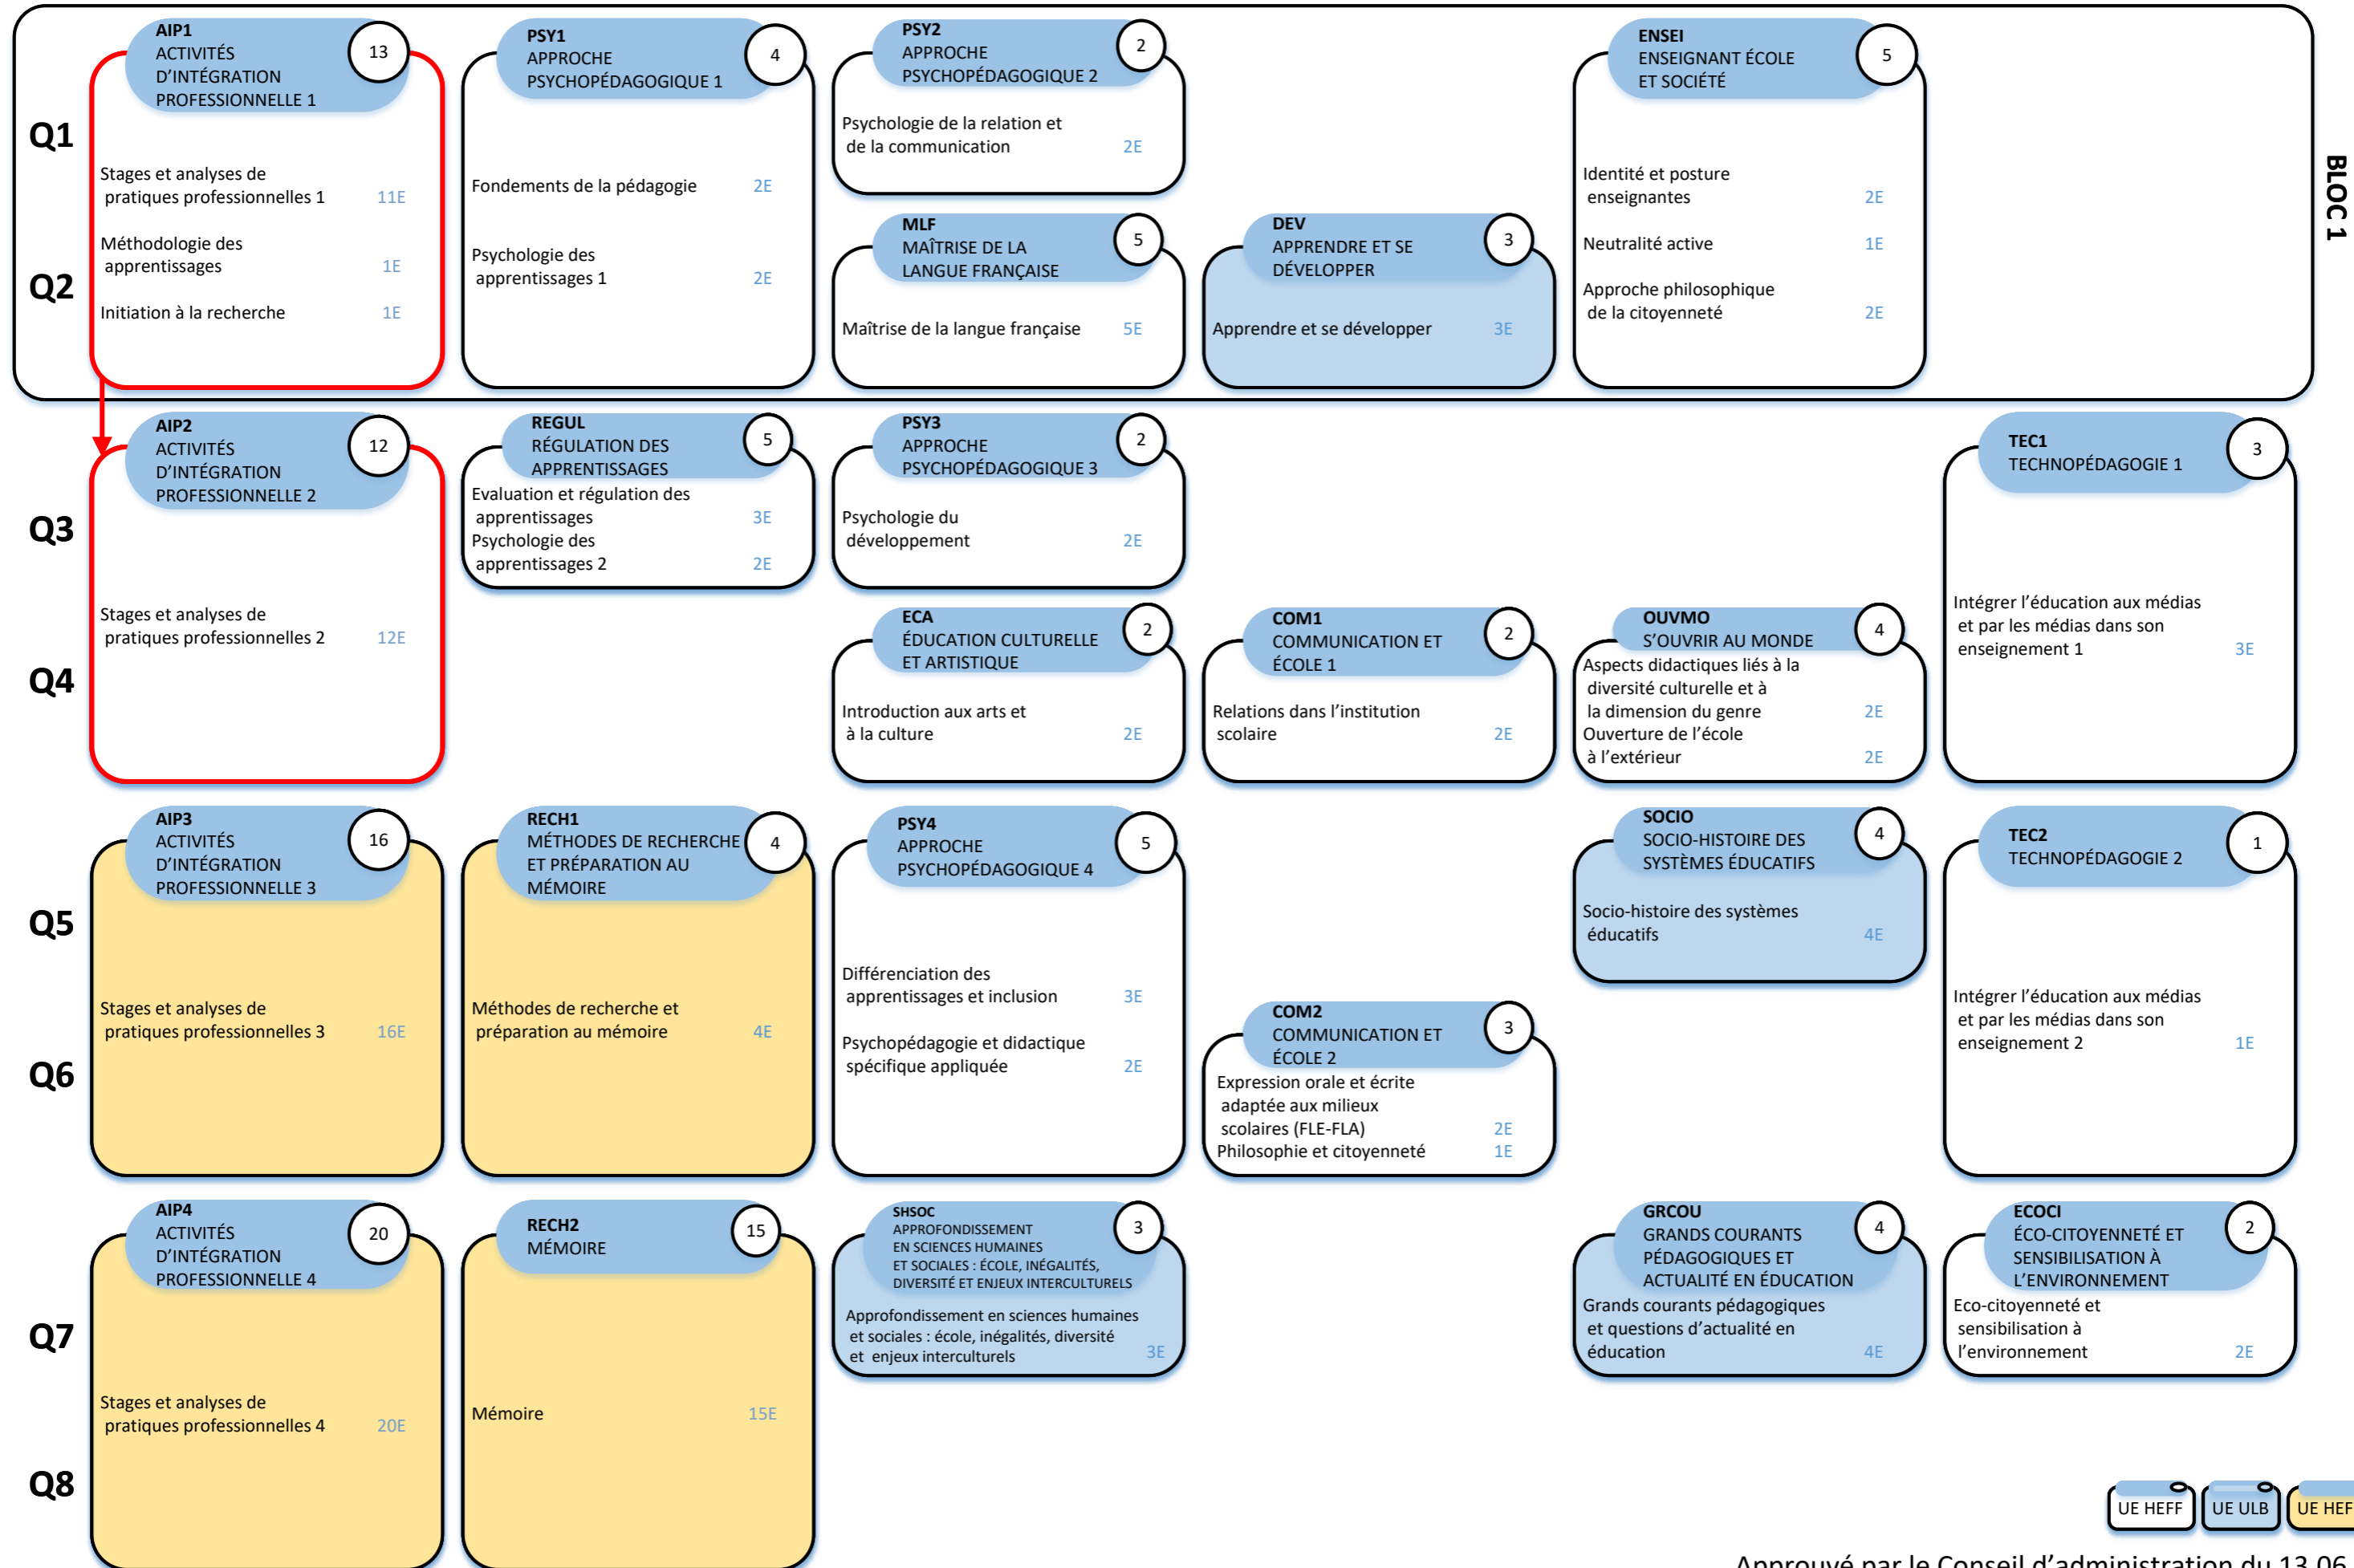 AIP1
ACTIVITÉS
D'INTÉGRATION
PROFESSIONNELLE 1
13
Stages et analyses de
pratiques professionnelles 1 11E
Méthodologie des
apprentissages 1E
Initiation à la recherche 1E
PSY1
APPROCHE
PSYCHOPÉDAGOGIQUE 1
4
Fondements de la pédagogie 2E
Psychologie des
apprentissages 1 2E
PSY2
APPROCHE
PSYCHOPÉDAGOGIQUE 2
2
Psychologie de la relation et
de la communication 2E
MLF
MAÎTRISE DE LA
LANGUE FRANÇAISE
5
Maîtrise de la langue française 5E
DEV
APPRENDRE ET SE
DÉVELOPPER
3
Apprendre et se développer 3E
ENSEI
ENSEIGNANT ÉCOLE
ET SOCIÉTÉ
5
Identité et posture
enseignantes 2E
Neutralité active 1E
Approche philosophique
de la citoyenneté 2E
Q1
Q2
BLOC 1
AIP2
ACTIVITÉS
D'INTÉGRATION
PROFESSIONNELLE 2
12
Stages et analyses de
pratiques professionnelles 2 12E
REGUL
RÉGULATION DES
APPRENTISSAGES
5
Evaluation et régulation des
apprentissages 3E
Psychologie des
apprentissages 2 2E
PSY3
APPROCHE
PSYCHOPÉDAGOGIQUE 3
2
Psychologie du
développement 2E
ECA
ÉDUCATION CULTURELLE
ET ARTISTIQUE
2
Introduction aux arts et
à la culture 2E
COM1
COMMUNICATION ET
ÉCOLE 1
2
Relations dans l'institution
scolaire 2E
OUVMO
S'OUVRIR AU MONDE
4
Aspects didactiques liés à la
diversité culturelle et à
la dimension du genre 2E
Ouverture de l'école
à l'extérieur 2E
TEC1
TECHNOPÉDAGOGIE 1
3
Intégrer l'éducation aux médias
et par les médias dans son
enseignement 1 3E
Q3
Q4
AIP3
ACTIVITÉS
D'INTÉGRATION
PROFESSIONNELLE 3
16
Stages et analyses de
pratiques professionnelles 3 16E
RECH1
MÉTHODES DE RECHERCHE
ET PRÉPARATION AU
MÉMOIRE
4
Méthodes de recherche et
préparation au mémoire 4E
PSY4
APPROCHE
PSYCHOPÉDAGOGIQUE 4
5
Différenciation des
apprentissages et inclusion 3E
Psychopédagogie et didactique
spécifique appliquée 2E
COM2
COMMUNICATION ET
ÉCOLE 2
3
Expression orale et écrite
adaptée aux milieux
scolaires (FLE-FLA) 2E
Philosophie et citoyenneté 1E
SOCIO
SOCIO-HISTOIRE DES
SYSTÈMES ÉDUCATIFS
4
Socio-histoire des systèmes
éducatifs 4E
TEC2
TECHNOPÉDAGOGIE 2
1
Intégrer l'éducation aux médias
et par les médias dans son
enseignement 2 1E
Q5
Q6
AIP4
ACTIVITÉS
D'INTÉGRATION
PROFESSIONNELLE 4
20
Stages et analyses de
pratiques professionnelles 4 20E
RECH2
MÉMOIRE
15
Mémoire 15E
SHSOC
APPROFONDISSEMENT
EN SCIENCES HUMAINES
ET SOCIALES : ÉCOLE, INÉGALITÉS,
DIVERSITÉ ET ENJEUX INTERCULTURELS
3
Approfondissement en sciences humaines
et sociales : école, inégalités, diversité
et enjeux interculturels 3E
GRCOU
GRANDS COURANTS
PÉDAGOGIQUES ET
ACTUALITÉ EN ÉDUCATION
4
Grands courants pédagogiques
et questions d'actualité en
éducation 4E
ECOCI
ÉCO-CITOYENNETÉ ET
SENSIBILISATION À
L'ENVIRONNEMENT
2
Eco-citoyenneté et
sensibilisation à
l'environnement 2E
Q7
Q8
UE HEFF
UE ULB
UE HEF
Approuvé par le Conseil d'administration du 13.06